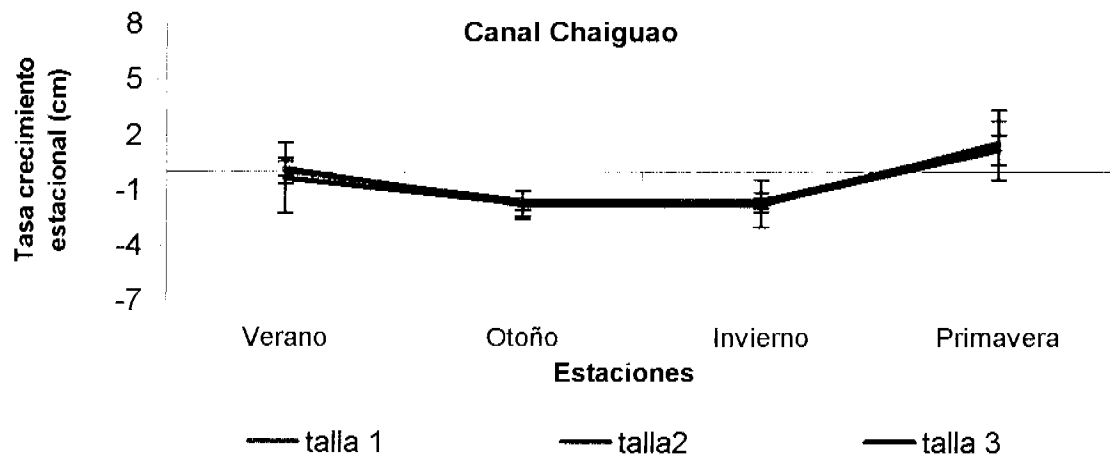 Canal Chaiguao
Tasa crecimiento
estacional (cm)
8
5
2
-1
-4
-7
Verano Otoño Invierno Primavera
Estaciones
talla 1 talla2 talla 3